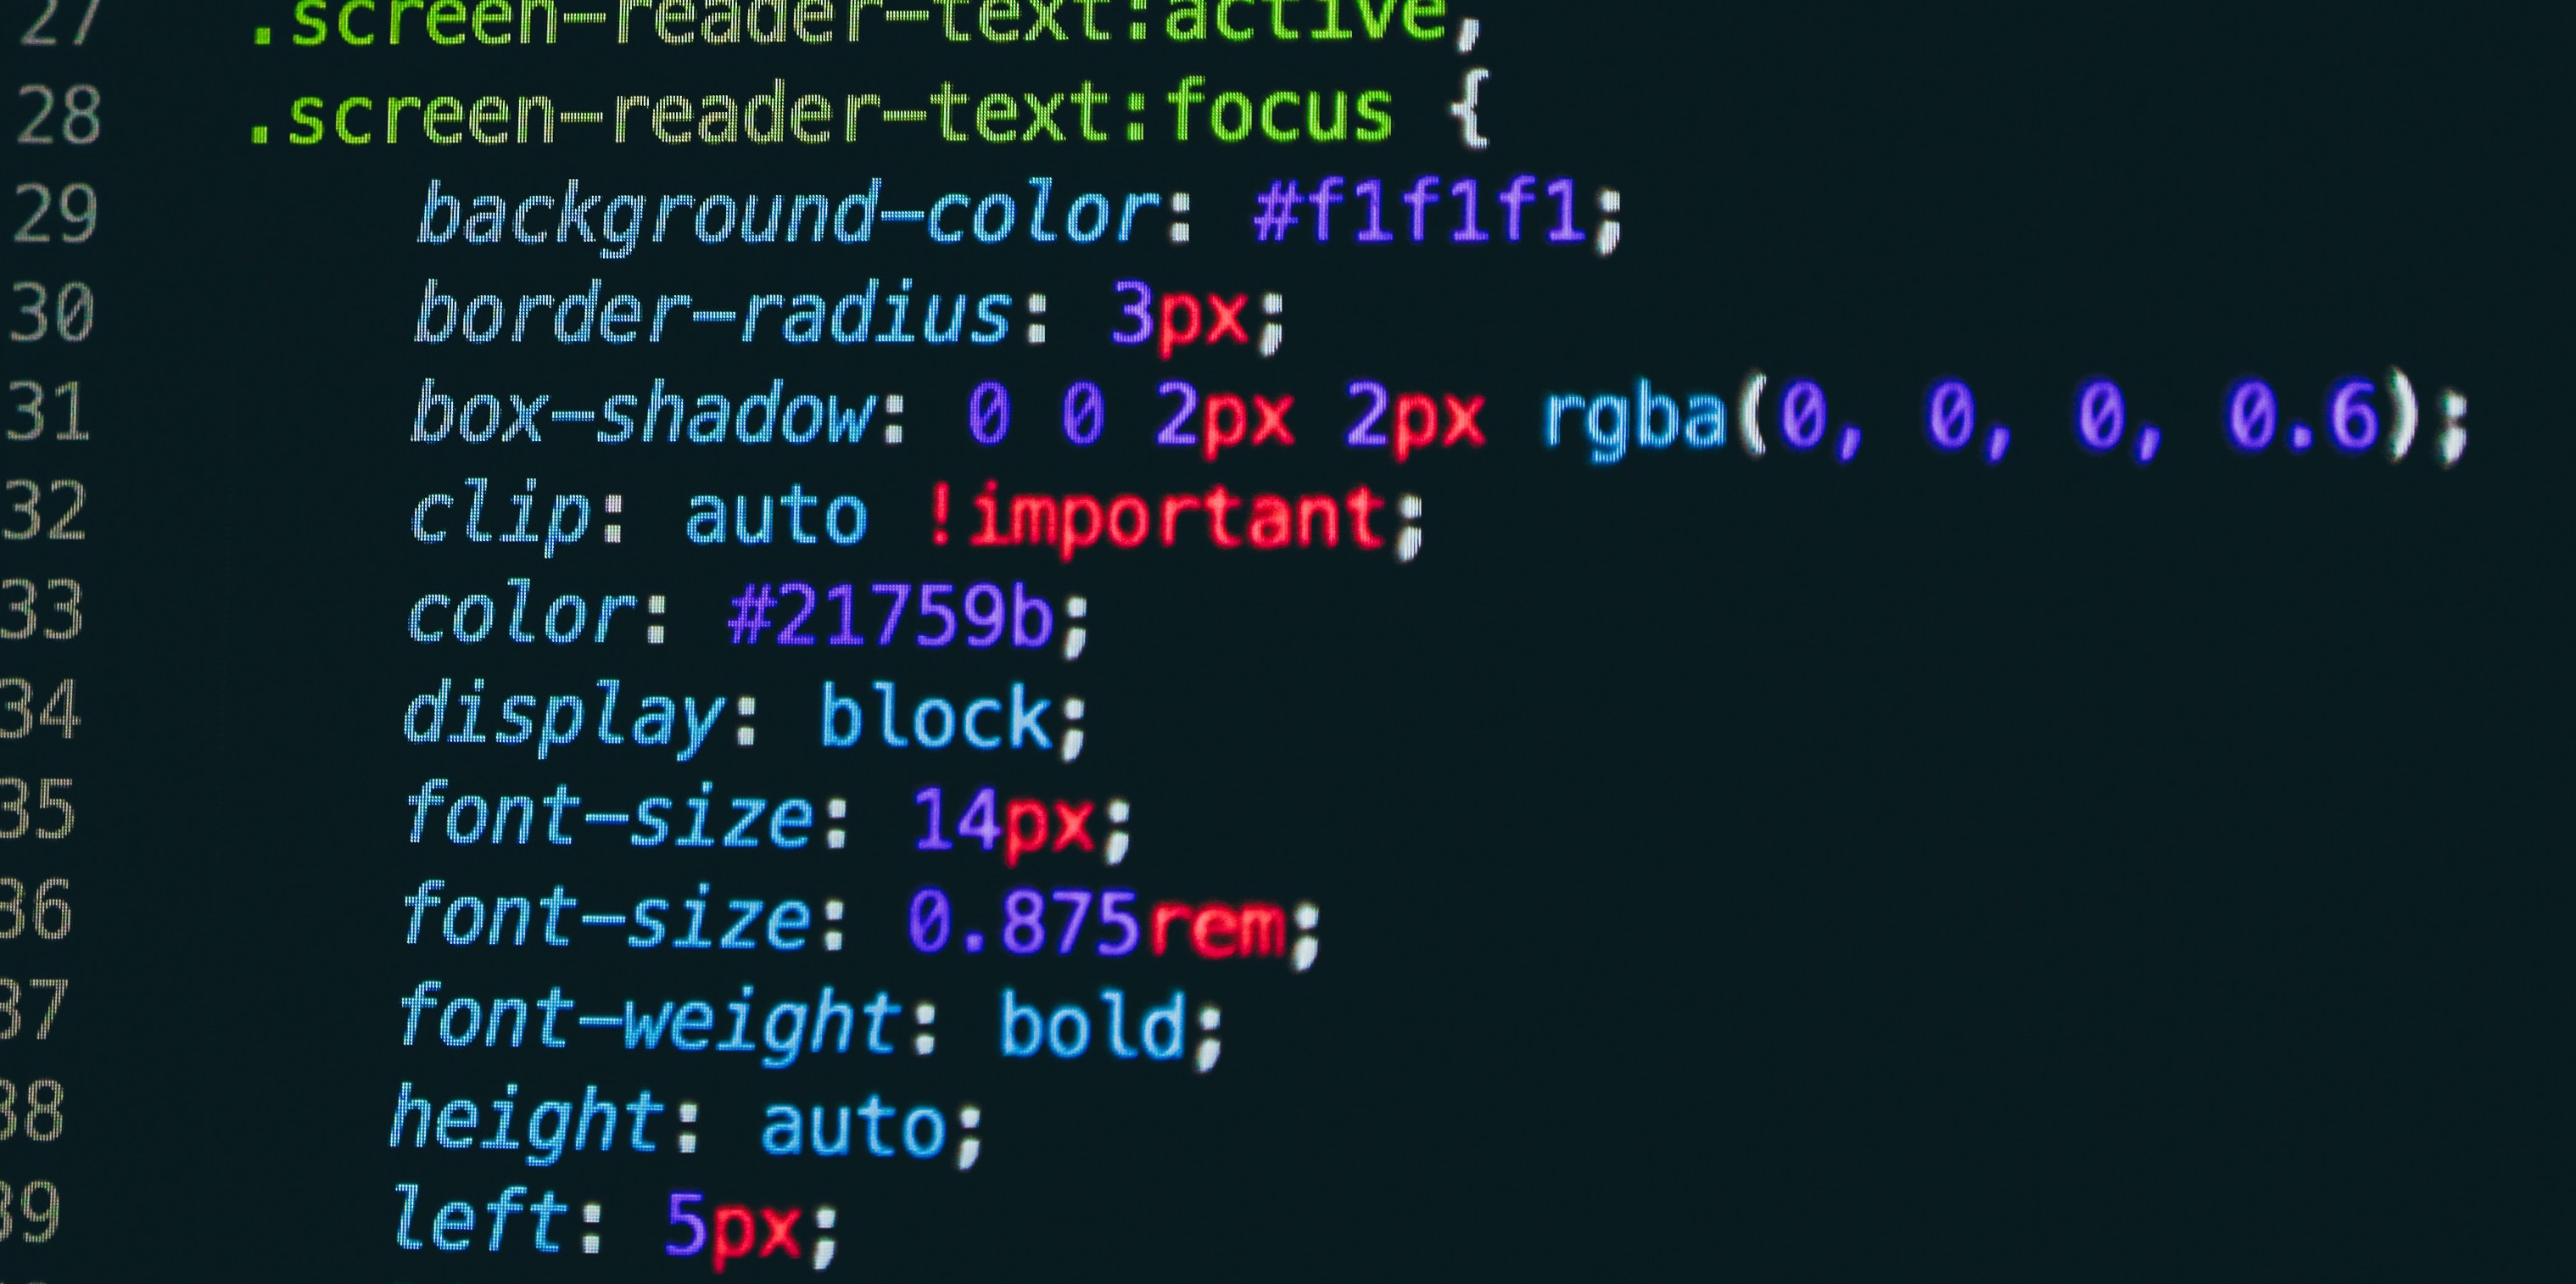 27 .screen-reader-text:active,
28 .screen-reader-text:focus {
29 background-color: #f1f1f1;
30 border-radius: 3px;
31 box-shadow: 0 0 2px 2px rgba(0, 0, 0, 0.6);
32 clip: auto !important;
33 color: #21759b;
34 display: block;
35 font-size: 14px;
36 font-size: 0.875rem;
37 font-weight: bold;
38 height: auto;
39 left: 5px;